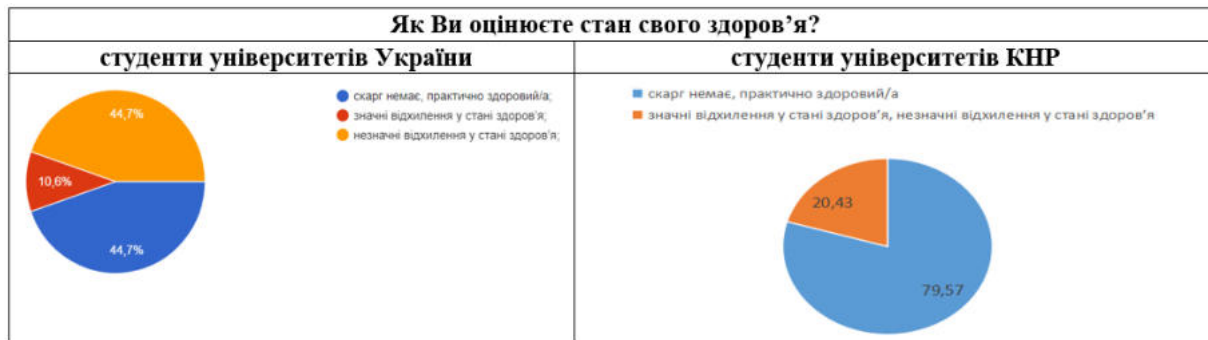 Як Ви оцінюєте стан свого здоров’я?
студенти університетів України
студенти університетів КНР
44,7%
10,6%
44,7%
скарг немає, практично здоровий/а;
значні відхилення у стані здоров'я;
незначні відхилення у стані здоров'я;
скарг немає, практично здоровий/а
значні відхилення у стані здоров’я, незначні відхилення у стані здоров’я
20,43
79,57